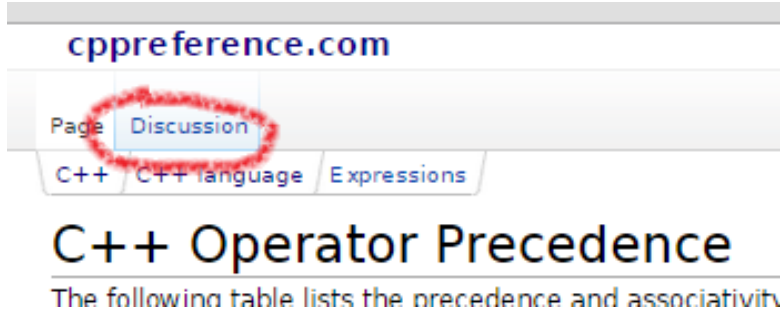 cppreference.com
Page Discussion
C++ C++ language Expressions
C++ Operator Precedence
The following table lists the precedence and associativity